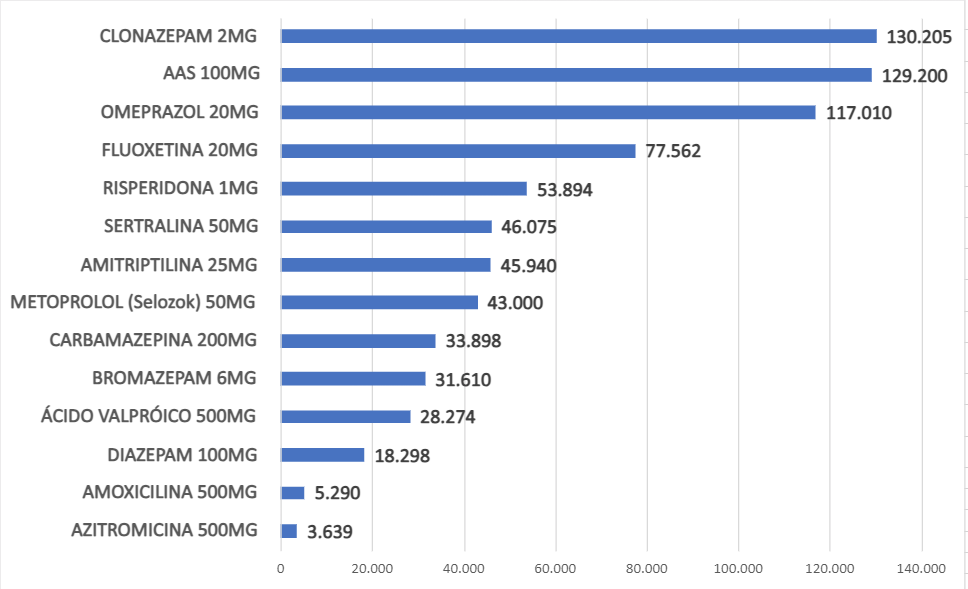 CLONAZEPAM 2MG 130.205
AAS 100MG 129.200
OMEPRAZOL 20MG 117.010
FLUOXETINA 20MG 77.562
RISPERIDONA 1MG 53.894
SERTRALINA 50MG 46.075
AMITRIPTILINA 25MG 45.940
METOPROLOL (Selozok) 50MG 43.000
CARBAMAZEPINA 200MG 33.898
BROMAZEPAM 6MG 31.610
ÁCIDO VALPRÓICO 500MG 28.274
DIAZEPAM 100MG 18.298
AMOXICILINA 500MG 5.290
AZITROMICINA 500MG 3.639
0 20.000 40.000 60.000 80.000 100.000 120.000 140.000